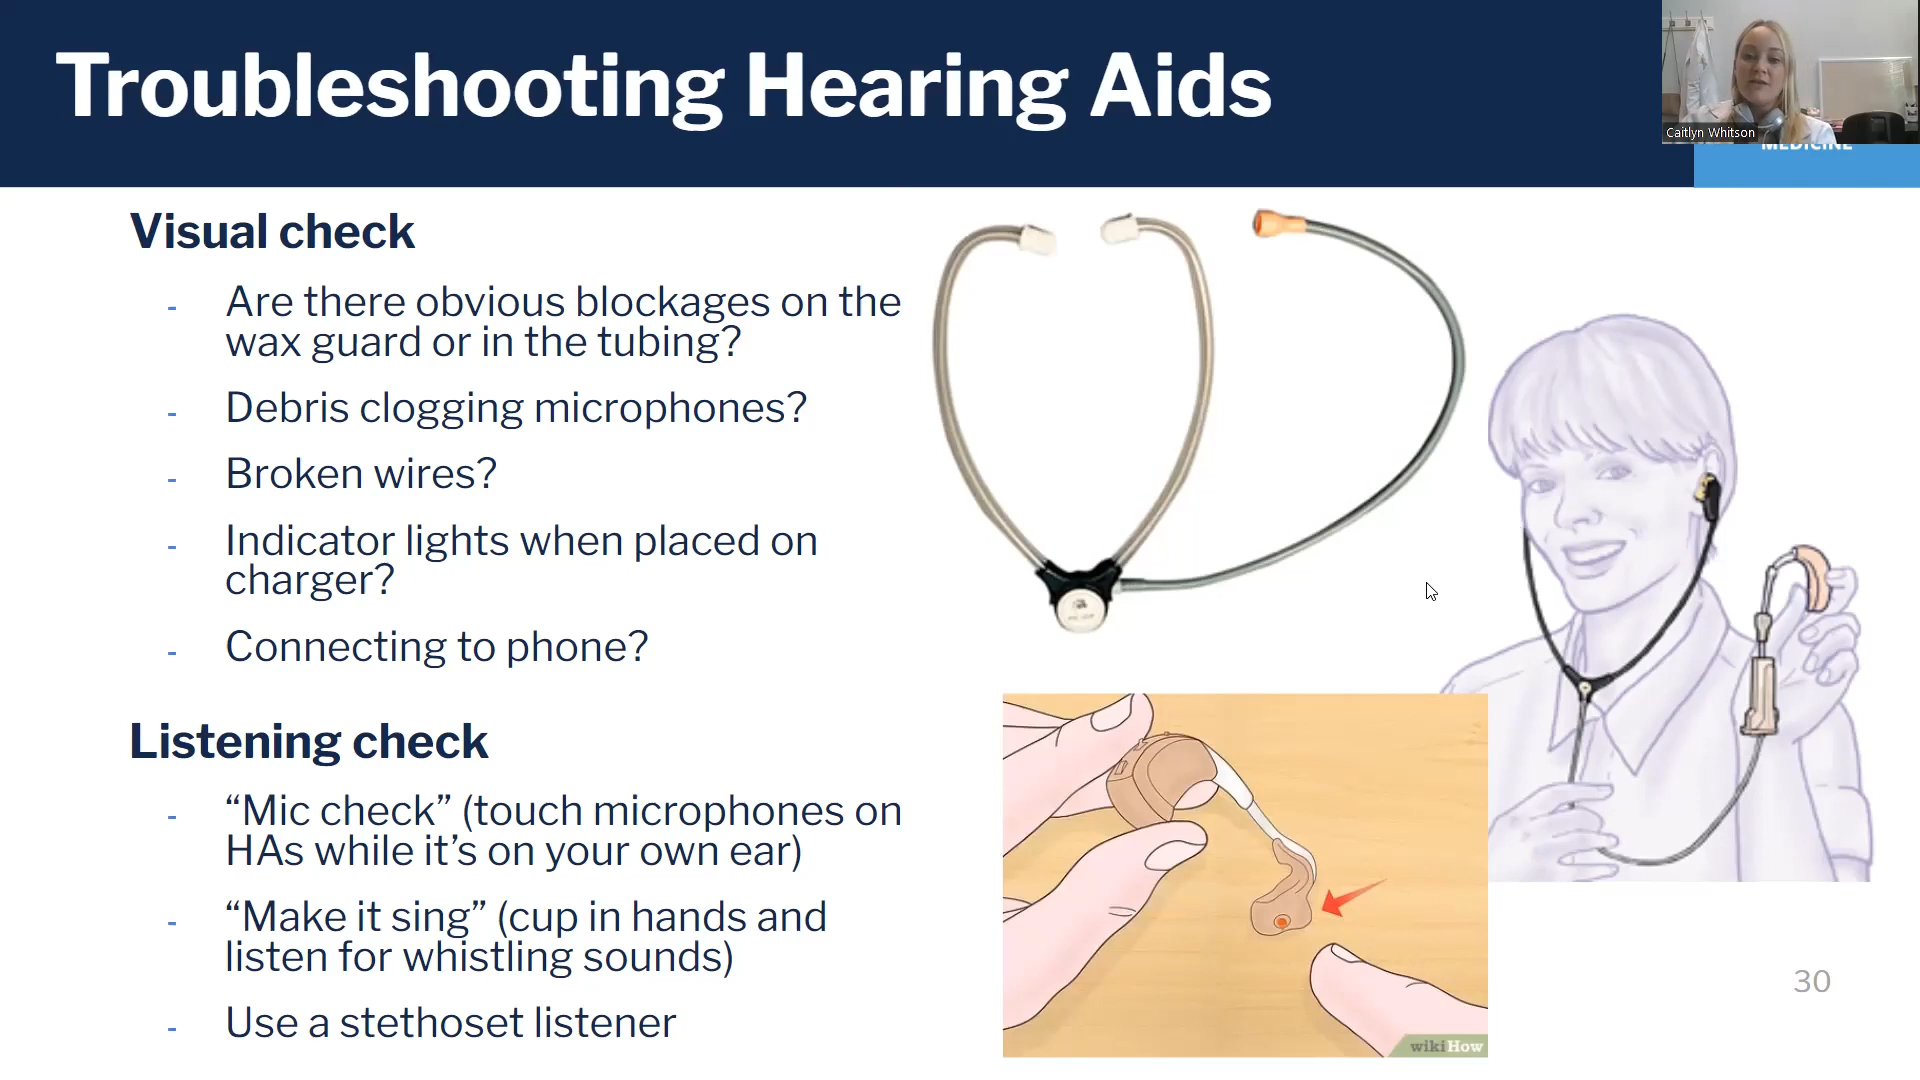 Troubleshooting Hearing Aids
Caitlyn Whitson
MEDICINE
Visual check
- Are there obvious blockages on the
wax guard or in the tubing?
- Debris clogging microphones?
- Broken wires?
- Indicator lights when placed on
charger?
- Connecting to phone?
Listening check
- “Mic check” (touch microphones on
HAs while it’s on your own ear)
- “Make it sing” (cup in hands and
listen for whistling sounds)
- Use a stethoset listener
wikiHow
30